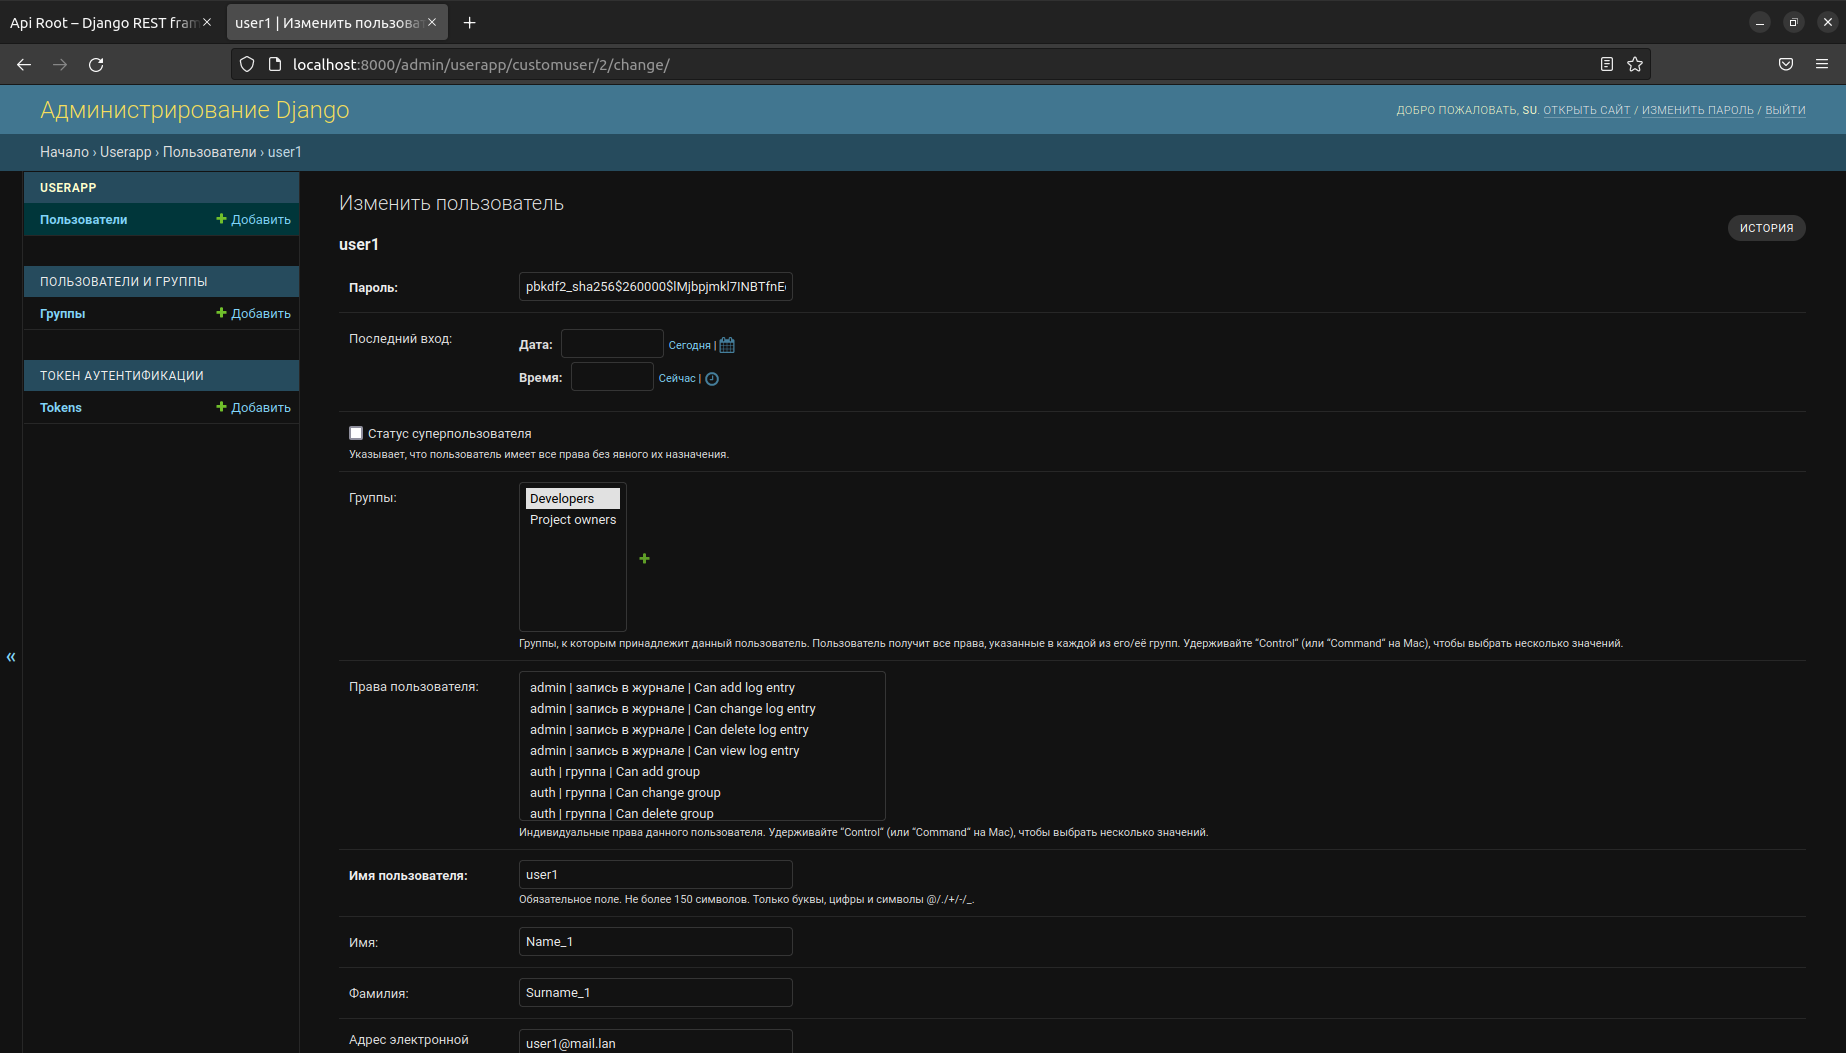 Api Root – Django REST fram
user1 | Изменить пользова
localhost:8000/admin/userapp/customuser/2/change/
Администрирование Django
ДОБРО ПОЖАЛОВАТЬ, SU. ОТКРЫТЬ САЙТ / ИЗМЕНИТЬ ПАРОЛЬ / ВЫЙТИ
Начало › Userapp › Пользователи › user1
USERAPP
Пользователи
Добавить
ПОЛЬЗОВАТЕЛИ И ГРУППЫ
Группы
Добавить
ТОКЕН АУТЕНТИФИКАЦИИ
Tokens
Добавить
«
Изменить пользователь
ИСТОРИЯ
user1
Пароль:
pbkdf2_sha256$260000$lMjbpjmkl7INBTfnE
Последний вход:
Дата:
Сегодня |
Время:
Сейчас |
Статус суперпользователя
Указывает, что пользователь имеет все права без явного их назначения.
Группы:
Developers
Project owners
Группы, к которым принадлежит данный пользователь. Пользователь получит все права, указанные в каждой из его/её групп. Удерживайте “Control“ (или “Command“ на Mac), чтобы выбрать несколько значений.
Права пользователя:
admin | запись в журнале | Can add log entry
admin | запись в журнале | Can change log entry
admin | запись в журнале | Can delete log entry
admin | запись в журнале | Can view log entry
auth | группа | Can add group
auth | группа | Can change group
auth | группа | Can delete group
Индивидуальные права данного пользователя. Удерживайте “Control“ (или “Command“ на Mac), чтобы выбрать несколько значений.
Имя пользователя:
user1
Обязательное поле. Не более 150 символов. Только буквы, цифры и символы @/./+/-/_.
Имя:
Name_1
Фамилия:
Surname_1
Адрес электронной
user1@mail.lan